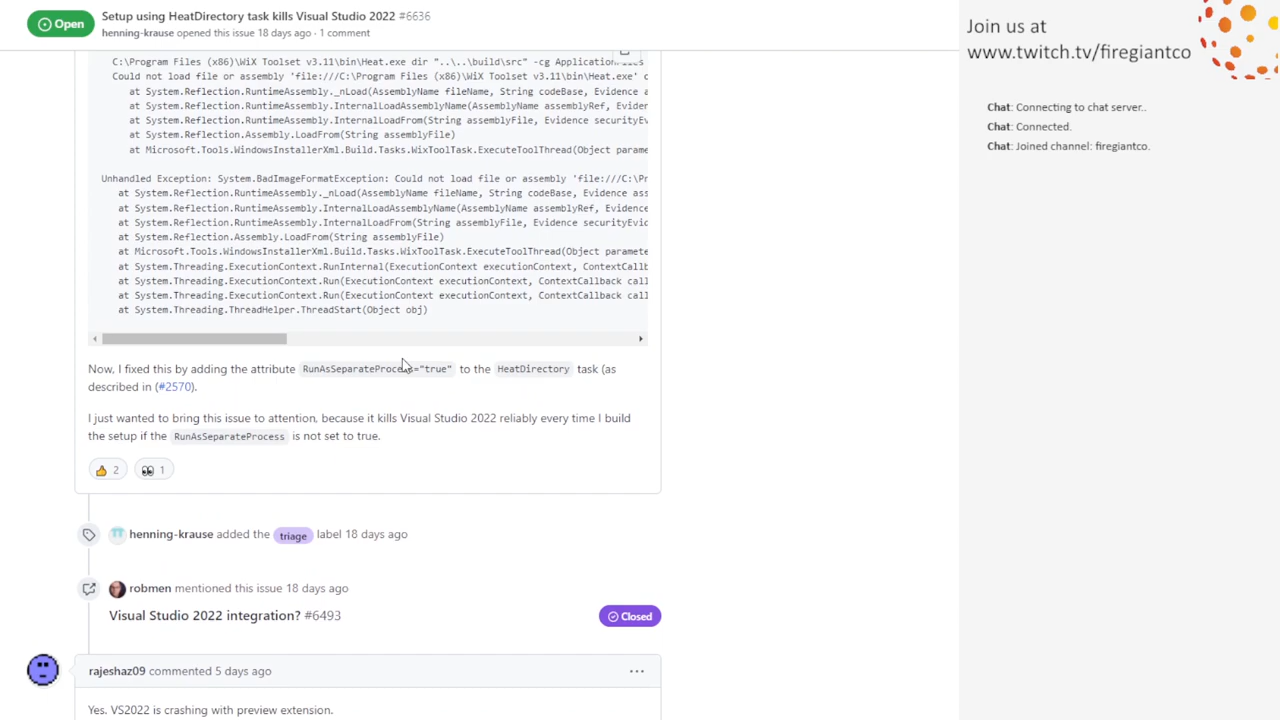 Open
Setup using HeatDirectory task kills Visual Studio 2022 #6636
henning-krause opened this issue 18 days ago · 1 comment
C:\Program Files (x86)\WiX Toolset v3.11\bin\Heat.exe dir "..\..\build\src" -cg ApplicationFiles
Could not load file or assembly 'file:///C:\Program Files (x86)\WiX Toolset v3.11\bin\Heat.exe' o
at System.Reflection.RuntimeAssembly._nLoad(AssemblyName fileName, String codeBase, Evidence a
at System.Reflection.RuntimeAssembly.InternalLoadAssemblyName(AssemblyName assemblyRef, Eviden
at System.Reflection.RuntimeAssembly.InternalLoadFrom(String assemblyFile, Evidence securityEv
at System.Reflection.Assembly.LoadFrom(String assemblyFile)
at Microsoft.Tools.WindowsInstallerXml.Build.Tasks.WixToolTask.ExecuteToolThread(Object parame
Unhandled Exception: System.BadImageFormatException: Could not load file or assembly 'file:///C:\Pr
at System.Reflection.RuntimeAssembly._nLoad(AssemblyName fileName, String codeBase, Evidence ass
at System.Reflection.RuntimeAssembly.InternalLoadAssemblyName(AssemblyName assemblyRef, Evidence
at System.Reflection.RuntimeAssembly.InternalLoadFrom(String assemblyFile, Evidence securityEvid
at System.Reflection.Assembly.LoadFrom(String assemblyFile)
at Microsoft.Tools.WindowsInstallerXml.Build.Tasks.WixToolTask.ExecuteToolThread(Object paramete
at System.Threading.ExecutionContext.RunInternal(ExecutionContext executionContext, ContextCallb
at System.Threading.ExecutionContext.Run(ExecutionContext executionContext, ContextCallback call
at System.Threading.ExecutionContext.Run(ExecutionContext executionContext, ContextCallback call
at System.Threading.ThreadHelper.ThreadStart(Object obj)
Now, I fixed this by adding the attribute RunAsSeparateProcess="true" to the HeatDirectory task (as
described in (#2570).
I just wanted to bring this issue to attention, because it kills Visual Studio 2022 reliably every time I build
the setup if the RunAsSeparateProcess is not set to true.
2
1
henning-krause added the triage label 18 days ago
robmen mentioned this issue 18 days ago
Visual Studio 2022 integration? #6493
Closed
rajeshaz09 commented 5 days ago
Yes. VS2022 is crashing with preview extension.
Join us at
www.twitch.tv/firegiantco
Chat: Connecting to chat server..
Chat: Connected.
Chat: Joined channel: firegiantco.